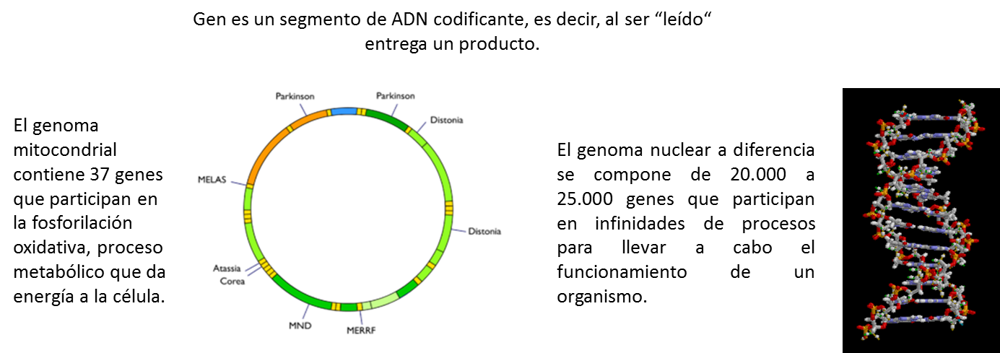 Gen es un segmento de ADN codificante, es decir, al ser “leído“
entrega un producto.
El genoma
mitocondrial
contiene 37 genes
que participan en
la fosforilación
oxidativa, proceso
metabólico que da
energía a la célula.
Parkinson
Parkinson
Distonia
MELAS
Distonia
Atassia
Corea
MND
MERRF
El genoma nuclear a diferencia
se compone de 20.000 a
25.000 genes que participan
en infinidades de procesos
para llevar a cabo el
funcionamiento de un
organismo.